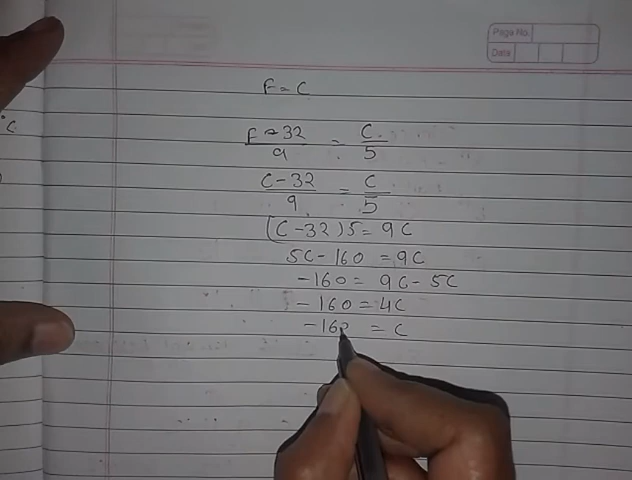 Page No.
Date
F = C
°C
F - 32 / 9 = C / 5
C - 32 / 9 = C / 5
(C - 32) 5 = 9C
5C - 160 = 9C
- 160 = 9C - 5C
- 160 = 4C
- 160 = C